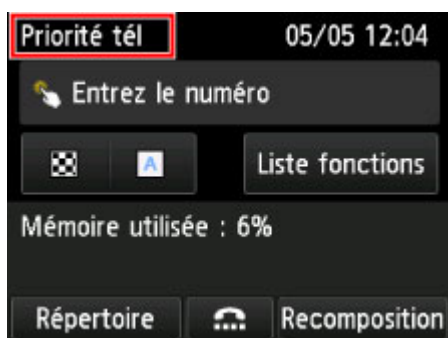 Priorité tél 05/05 12:04
Entrez le numéro
A Liste fonctions
Mémoire utilisée : 6%
Répertoire Recomposition